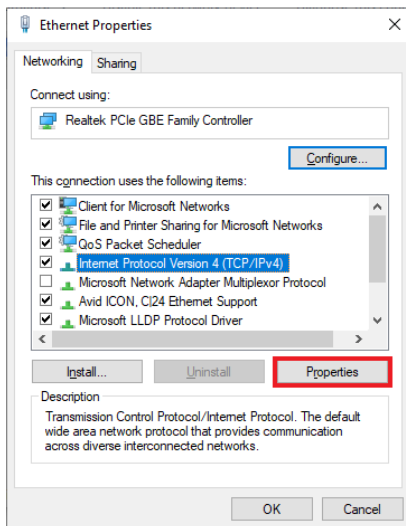 Ethernet Properties
Networking
Sharing
Connect using:
Realtek PCIe GBE Family Controller
Configure...
This connection uses the following items:
Client for Microsoft Networks
File and Printer Sharing for Microsoft Networks
QoS Packet Scheduler
Internet Protocol Version 4 (TCP/IPv4)
Microsoft Network Adapter Multiplexor Protocol
Avid ICON, C|24 Ethernet Support
Microsoft LLDP Protocol Driver
Install...
Uninstall
Properties
Description
Transmission Control Protocol/Internet Protocol. The default
wide area network protocol that provides communication
across diverse interconnected networks.
OK
Cancel